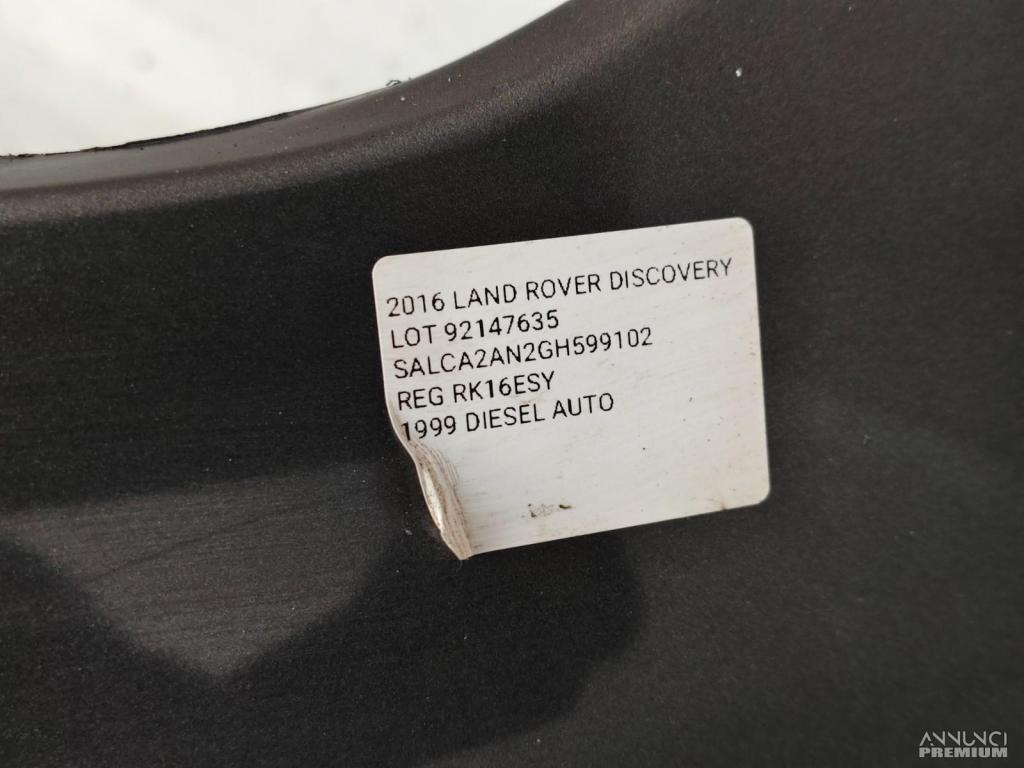 2016 LAND ROVER DISCOVERY
LOT 92147635
SALCA2AN2GH599102
REG RK16ESY
1999 DIESEL AUTO
ANNUNCI
PREMIUM